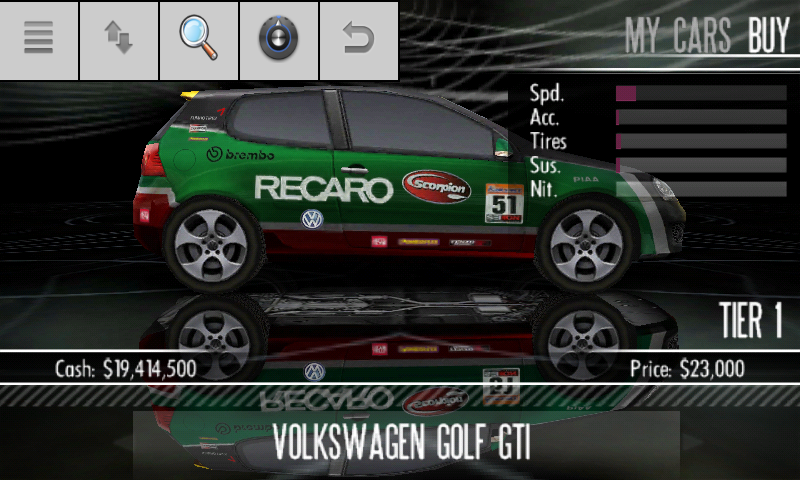 MY CARS BUY
Spd.
Acc.
Tires
Sus.
Nit.
brembo
RECARO
Scorpion
51
PIAA
TIER 1
Cash: $19,414,500
Price: $23,000
VOLKSWAGEN GOLF GTI